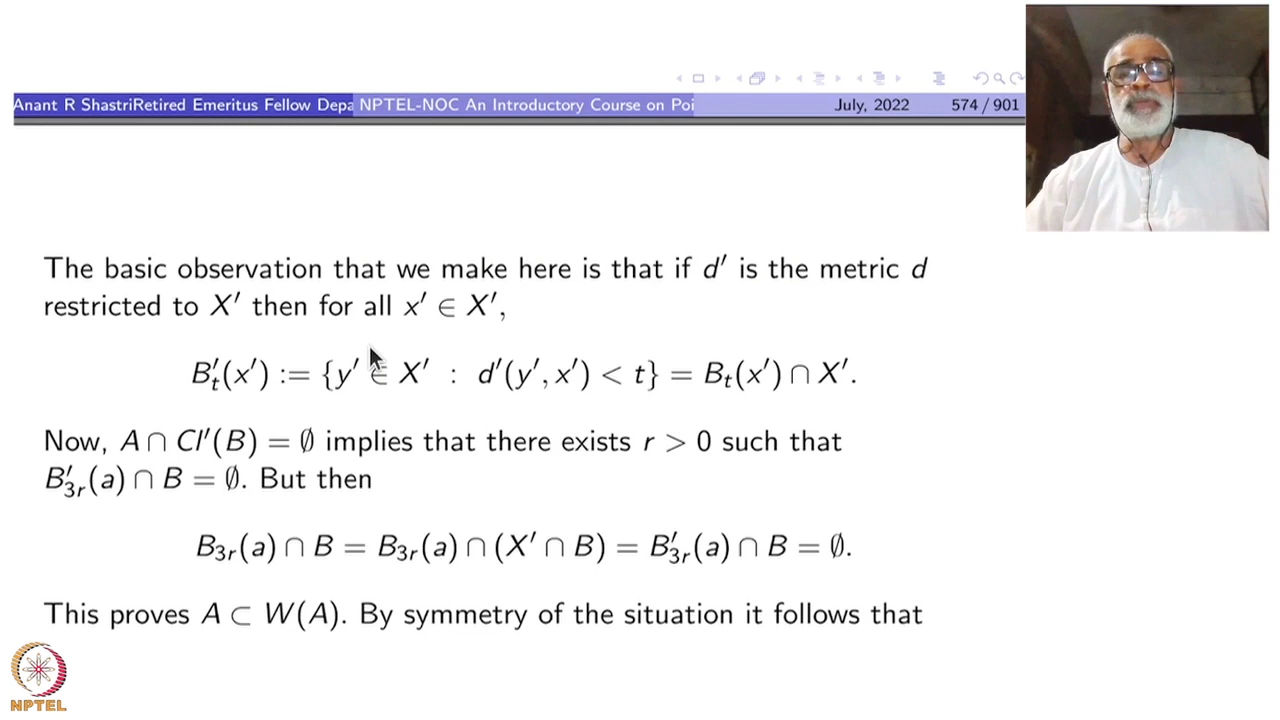 Anant R ShastriRetired Emeritus Fellow Depa NPTEL-NOC An Introductory Course on Poi July, 2022 574 / 901
The basic observation that we make here is that if d′ is the metric d
restricted to X′ then for all x′ ∈ X′,
B′ₜ(x′) := {y′ ∈ X′ : d′(y′, x′) < t} = Bₜ(x′) ∩ X′.
Now, A ∩ Cl′(B) = ∅ implies that there exists r > 0 such that
B′₃ᵣ(a) ∩ B = ∅. But then
B₃ᵣ(a) ∩ B = B₃ᵣ(a) ∩ (X′ ∩ B) = B′₃ᵣ(a) ∩ B = ∅.
This proves A ⊂ W(A). By symmetry of the situation it follows that
NPTEL